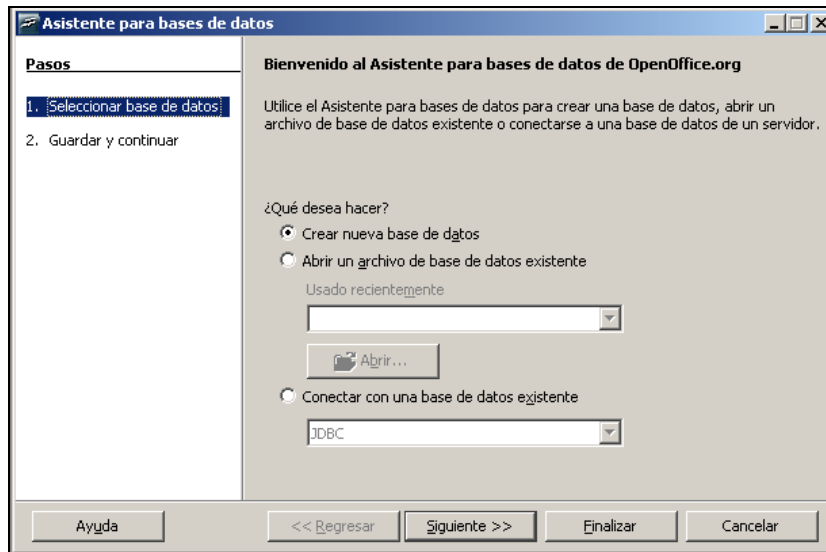 Asistente para bases de datos
Pasos
1. Seleccionar base de datos
2. Guardar y continuar
Bienvenido al Asistente para bases de datos de OpenOffice.org
Utilice el Asistente para bases de datos para crear una base de datos, abrir un
archivo de base de datos existente o conectarse a una base de datos de un servidor.
¿Qué desea hacer?
Crear nueva base de datos
Abrir un archivo de base de datos existente
Usado recientemente
Abrir...
Conectar con una base de datos existente
JDBC
Ayuda
<< Regresar
Siguiente >>
Finalizar
Cancelar